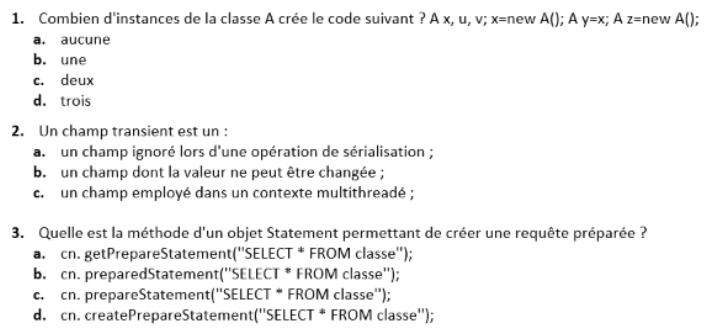 1. Combien d'instances de la classe A crée le code suivant ? A x, u, v; x=new A(); A y=x; A z=new A();
a. aucune
b. une
c. deux
d. trois
2. Un champ transient est un :
a. un champ ignoré lors d'une opération de sérialisation ;
b. un champ dont la valeur ne peut être changée ;
c. un champ employé dans un contexte multithreadé ;
3. Quelle est la méthode d'un objet Statement permettant de créer une requête préparée ?
a. cn. getPrepareStatement("SELECT * FROM classe");
b. cn. preparedStatement("SELECT * FROM classe");
c. cn. prepareStatement("SELECT * FROM classe");
d. cn. createPrepareStatement("SELECT * FROM classe");